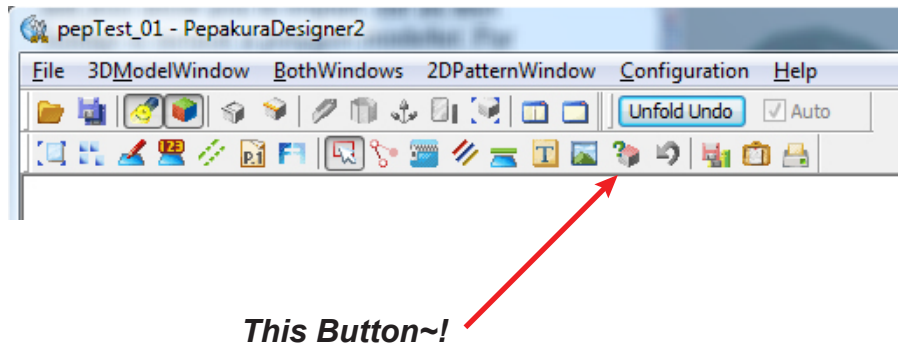 pepTest_01 - PepakuraDesigner2
File 3DModelWindow BothWindows 2DPatternWindow Configuration Help
Unfold Undo Auto
123 P.1 T ?
This Button~!